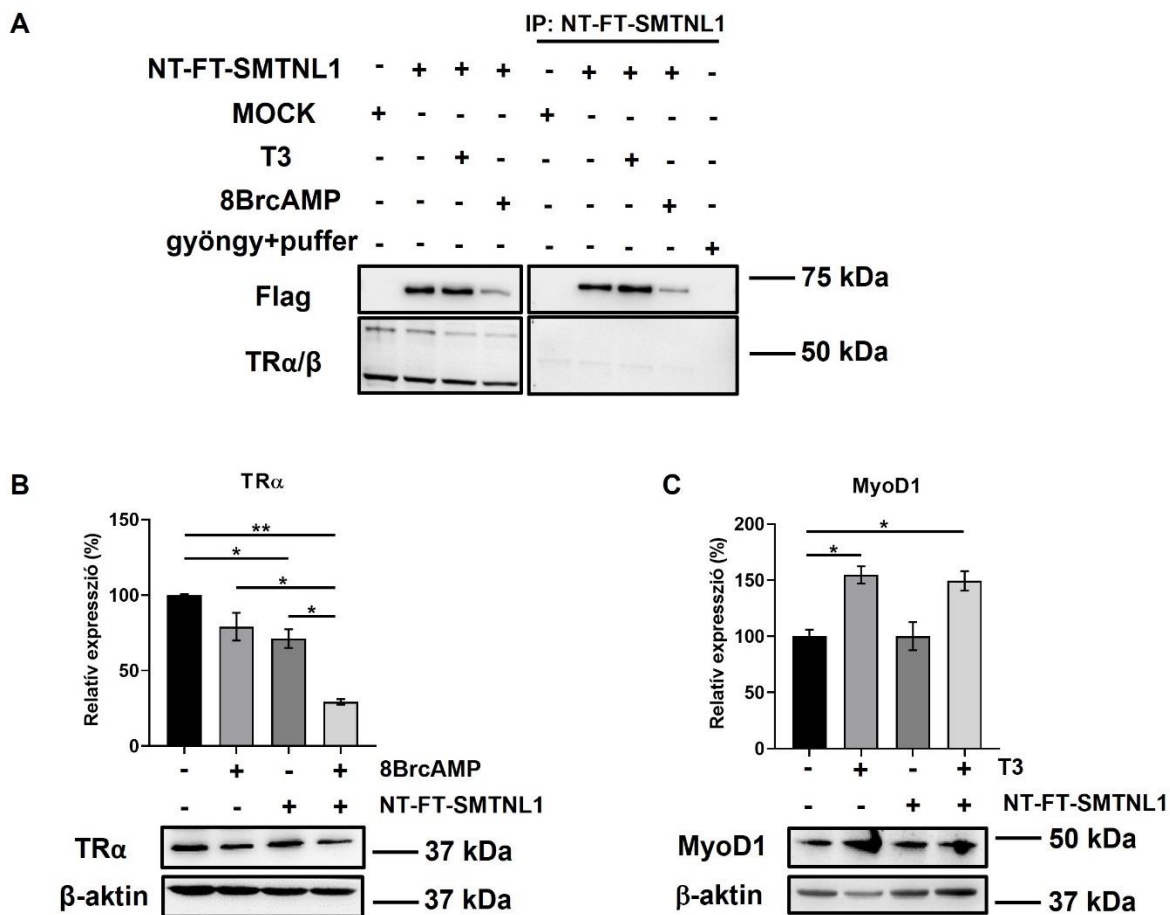 A
IP: NT-FT-SMTNL1
NT-FT-SMTNL1 - + + + - + + + -
MOCK + - - - + - - - -
T3 - - + - - - + - -
8BrcAMP - - - + - - - + -
gyöngy+puffer - - - - - - - - +
Flag 75 kDa
TRα/β 50 kDa
B
TRα
Relatív expresszió (%)
150
100
50
0
**
*
*
*
- + - + 8BrcAMP
- - + + NT-FT-SMTNL1
TRα 37 kDa
β-aktin 37 kDa
C
MyoD1
Relatív expresszió (%)
200
150
100
50
0
*
*
- + - + T3
- - + + NT-FT-SMTNL1
MyoD1 50 kDa
β-aktin 37 kDa